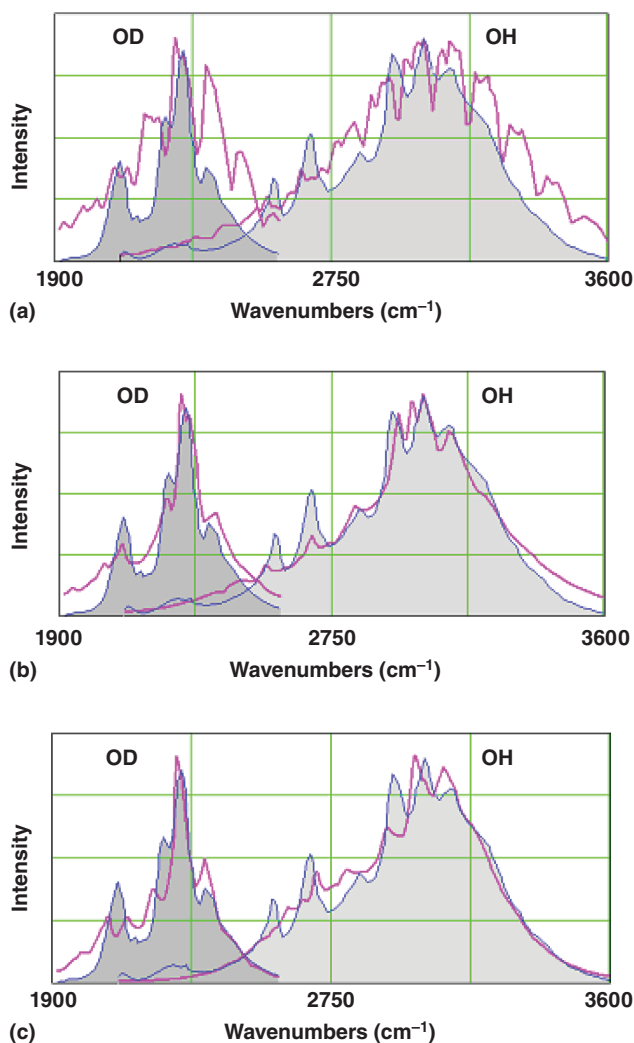 OD OH
Intensity
1900 2750 3600
(a) Wavenumbers (cm⁻¹)
OD OH
Intensity
1900 2750 3600
Wavenumbers (cm⁻¹)
(b)
OD OH
Intensity
1900 2750 3600
Wavenumbers (cm⁻¹)
(c)